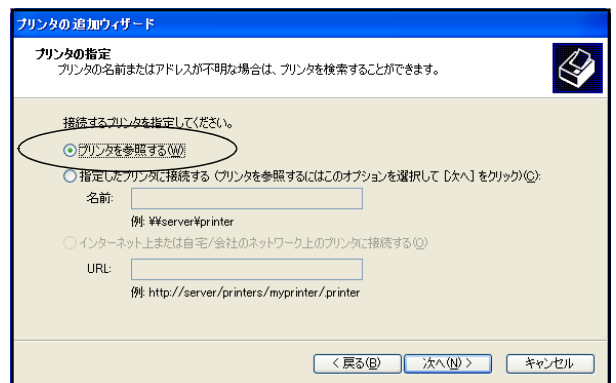 プリンタの追加ウィザード
プリンタの指定
プリンタの名前またはアドレスが不明な場合は、プリンタを検索することができます。
接続するプリンタを指定してください。
プリンタを参照する(W)
指定したプリンタに接続する (プリンタを参照するにはこのオプションを選択して [次へ] をクリック)(C):
名前:
例: ¥¥server¥printer
インターネット上または自宅/会社のネットワーク上のプリンタに接続する(O)
URL:
例: http://server/printers/myprinter/.printer
< 戻る(B) 次へ(N) > キャンセル